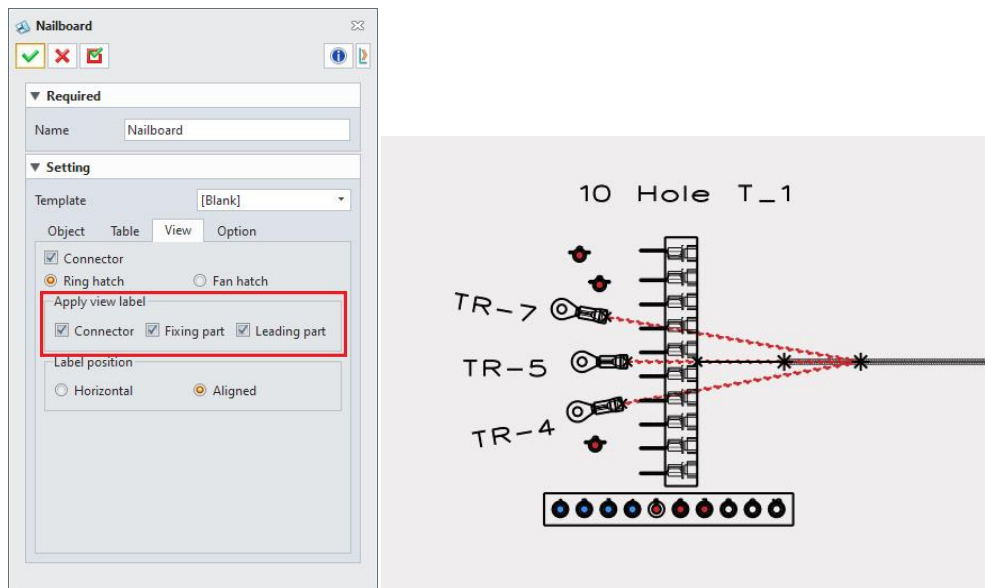 Nailboard
Required
Name Nailboard
Setting
Template [Blank]
Object Table View Option
Connector
Ring hatch Fan hatch
Apply view label
Connector Fixing part Leading part
Label position
Horizontal Aligned
10 Hole T_1
TR-7
TR-5
TR-4